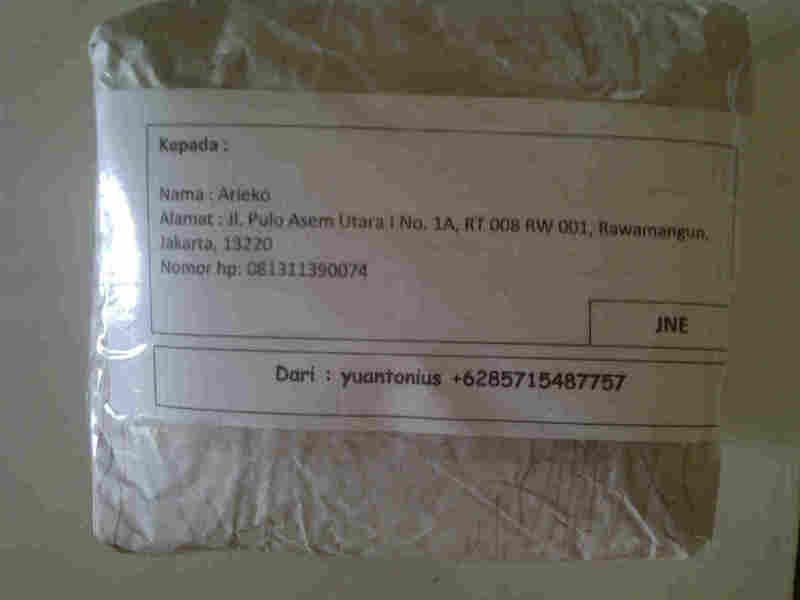 Kepada :
Nama : Arieko
Alamat : Jl. Pulo Asem Utara I No. 1A, RT 008 RW 001, Rawamangun,
Jakarta, 13220
Nomor hp: 081311390074
JNE
Dari : yuantonius +6285715487757